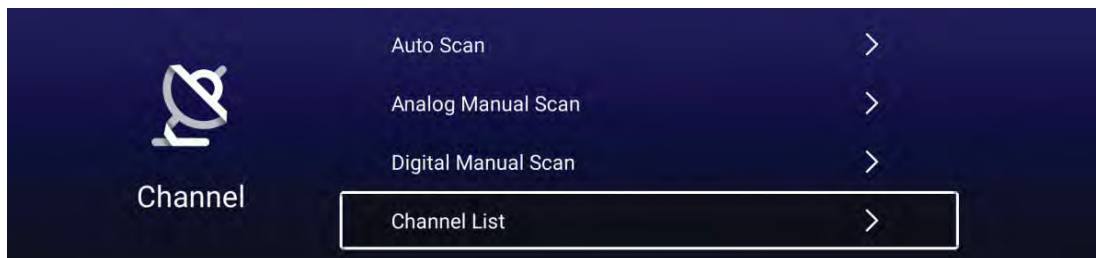 Channel
Auto Scan
Analog Manual Scan
Digital Manual Scan
Channel List